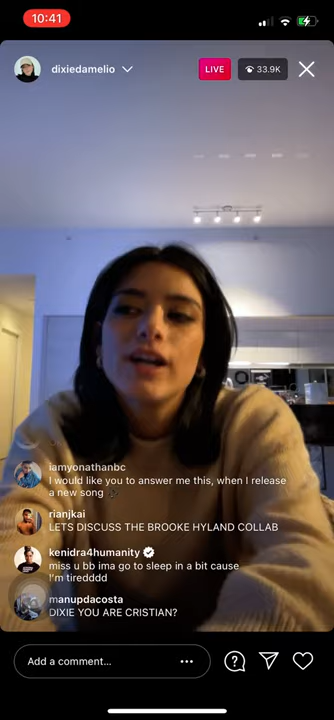 10:41
dixiedamelio
LIVE
33.9K
iamyonathanbc
I would like you to answer me this, when I release
a new song
rianjkai
LETS DISCUSS THE BROOKE HYLAND COLLAB
kenidra4humanity
miss u bb ima go to sleep in a bit cause
I'm tiredddd
manupdacosta
DIXIE YOU ARE CRISTIAN?
Add a comment...